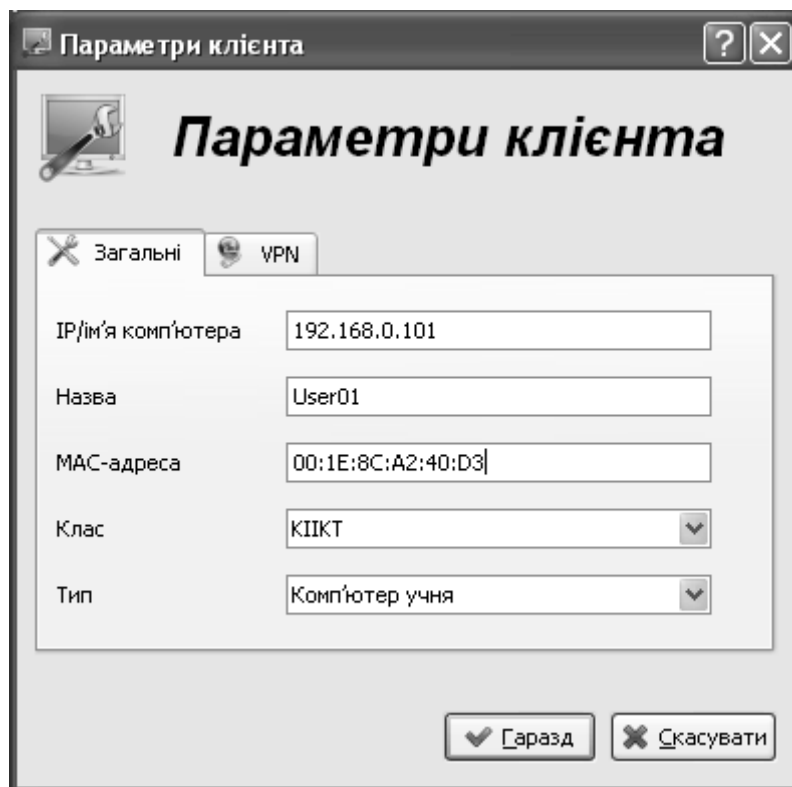 Параметри клієнта
Параметри клієнта
Загальні VPN
IP/ім'я комп'ютера 192.168.0.101
Назва User01
MAC-адреса 00:1E:8C:A2:40:D3
Клас КІІКТ
Тип Комп'ютер учня
Гаразд Скасувати